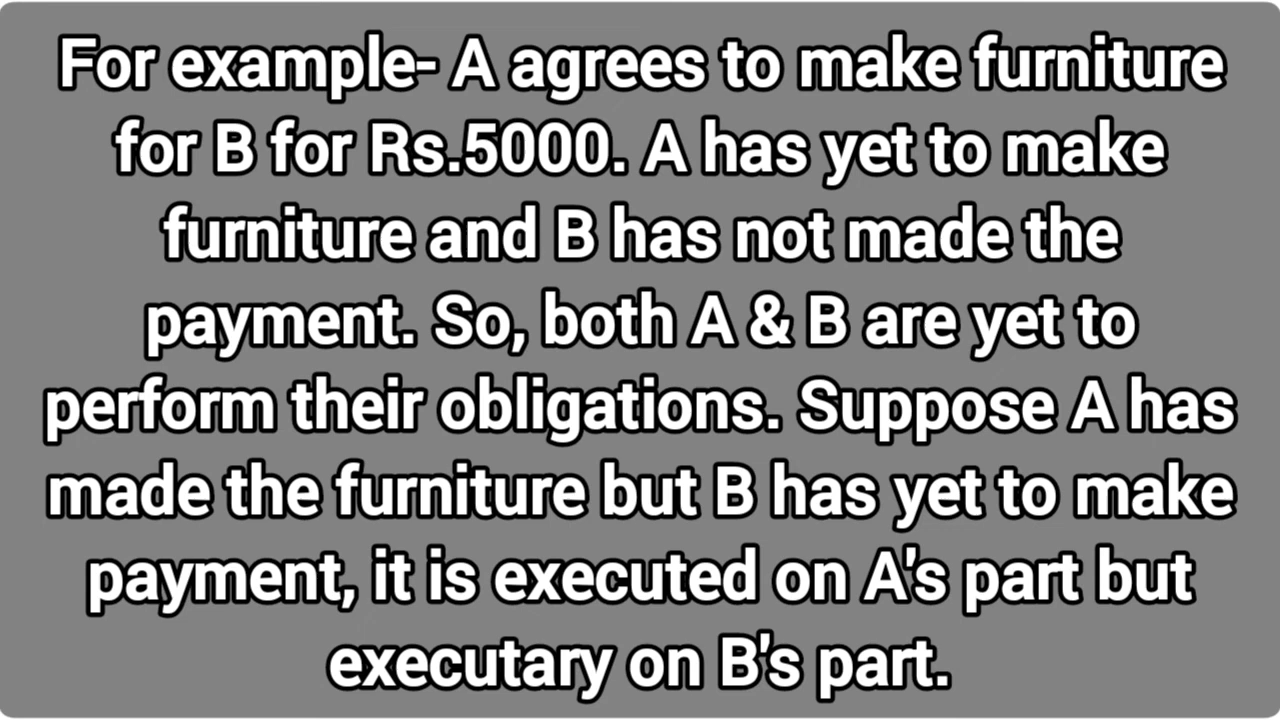 For example- A agrees to make furniture
for B for Rs.5000. A has yet to make
furniture and B has not made the
payment. So, both A & B are yet to
perform their obligations. Suppose A has
made the furniture but B has yet to make
payment, it is executed on A's part but
executary on B's part.